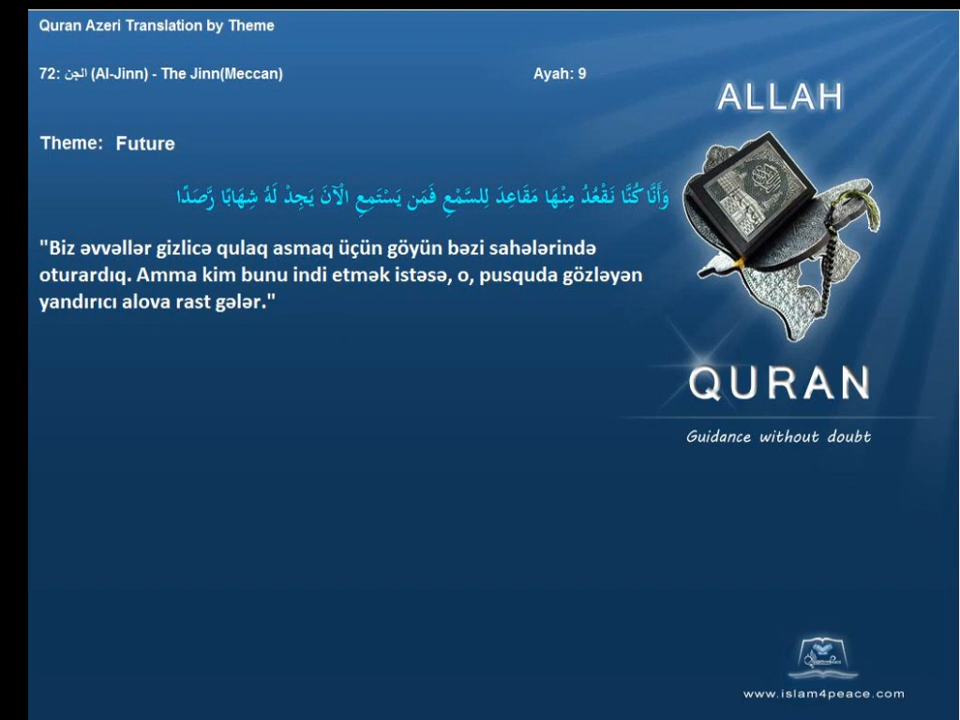 Quran Azeri Translation by Theme
72: الجن (Al-Jinn) - The Jinn(Meccan) Ayah: 9
Theme: Future
وَأَنَّا كُنَّا نَقْعُدُ مِنْهَا مَقَاعِدَ لِلسَّمْعِ فَمَن يَسْتَمِعِ الْآنَ يَجِدْ لَهُ شِهَابًا رَّصَدًا
"Biz əvvəllər gizlicə qulaq asmaq üçün göyün bəzi sahələrində
oturardıq. Amma kim bunu indi etmək istəsə, o, pusquda gözləyən
yandırıcı alova rast gələr."
ALLAH
QURAN
Guidance without doubt
www.islam4peace.com